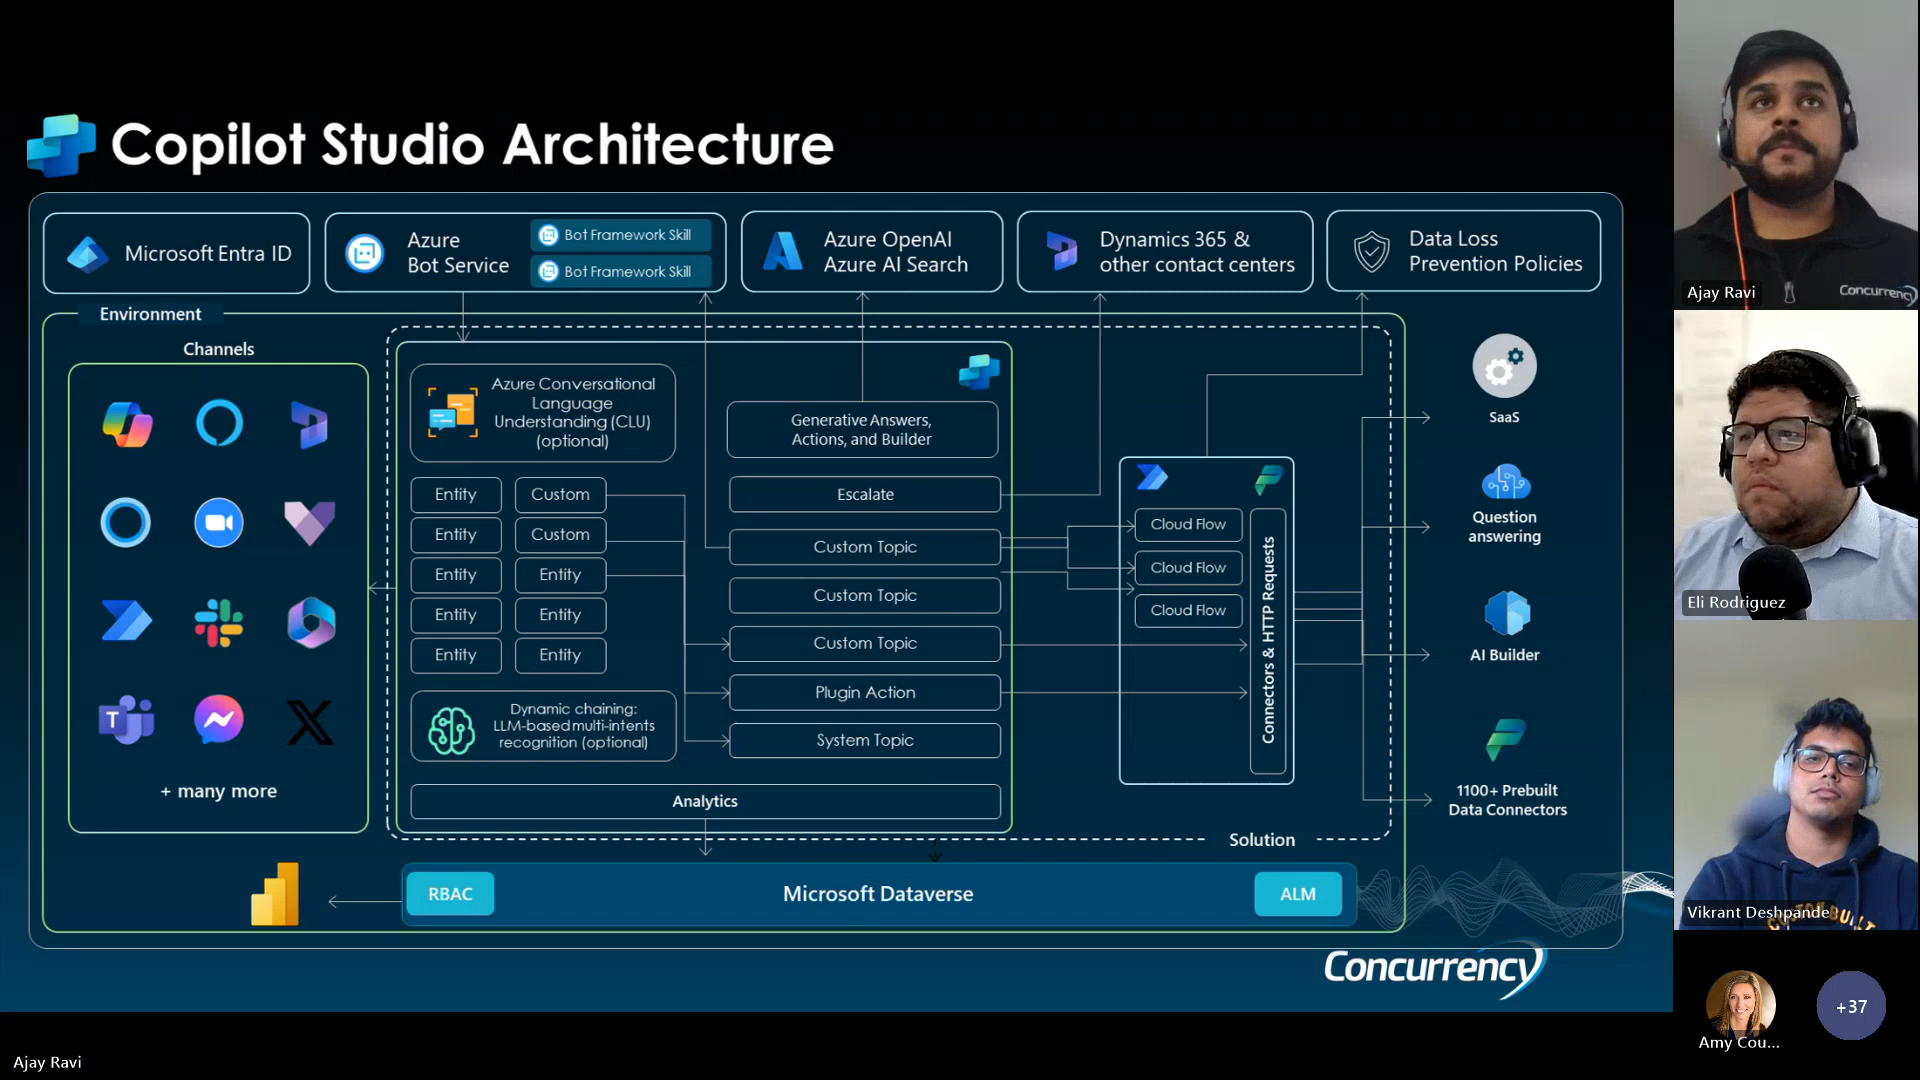 Copilot Studio Architecture
Microsoft Entra ID
Azure
Bot Service
Bot Framework Skill
Bot Framework Skill
Azure OpenAI
Azure AI Search
Dynamics 365 &
other contact centers
Data Loss
Prevention Policies
Environment
Channels
+ many more
Azure Conversational
Language
Understanding (CLU)
(optional)
Entity
Custom
Entity
Custom
Entity
Entity
Entity
Entity
Entity
Entity
Dynamic chaining:
LLM-based multi-intents
recognition (optional)
Generative Answers,
Actions, and Builder
Escalate
Custom Topic
Custom Topic
Custom Topic
Plugin Action
System Topic
Analytics
Cloud Flow
Cloud Flow
Cloud Flow
Connectors & HTTP Requests
Solution
SaaS
Question
answering
AI Builder
1100+ Prebuilt
Data Connectors
RBAC
Microsoft Dataverse
ALM
Concurrency
Ajay Ravi
Concurrency
Ajay Ravi
Eli Rodriguez
Vikrant Deshpande
Amy Cou...
+37